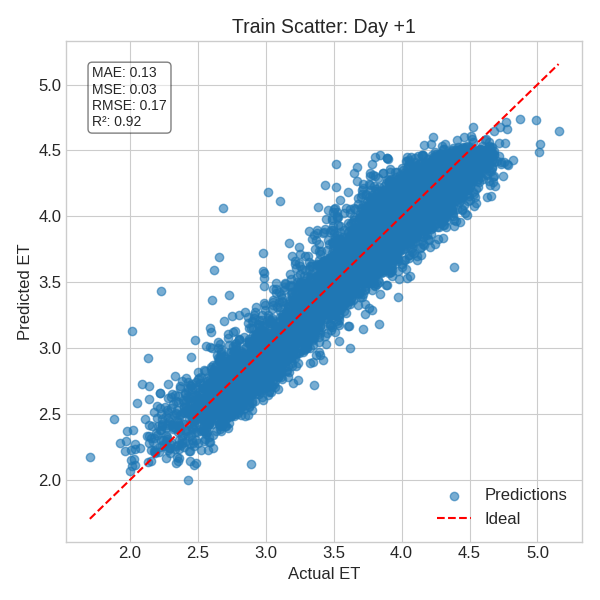 Train Scatter: Day +1
MAE: 0.13
MSE: 0.03
RMSE: 0.17
R²: 0.92
5.0
4.5
4.0
3.5
3.0
2.5
2.0
Predicted ET
Predictions
Ideal
2.0 2.5 3.0 3.5 4.0 4.5 5.0
Actual ET